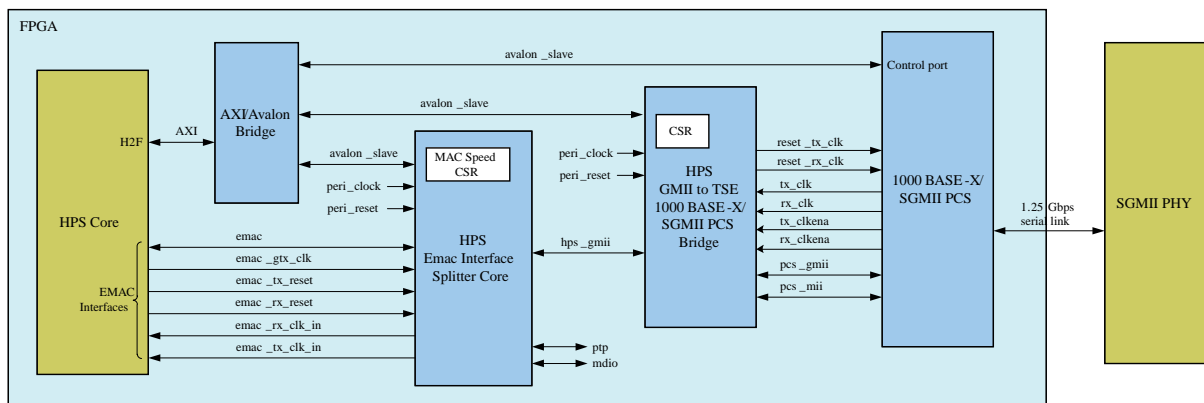 FPGA
HPS Core
H2F
EMAC
Interfaces
AXI
AXI/Avalon
Bridge
avalon _slave
avalon _slave
avalon _slave
peri_clock
peri_reset
emac
emac _gtx_clk
emac _tx_reset
emac _rx_reset
emac _rx_clk_in
emac _tx_clk_in
MAC Speed
CSR
HPS
Emac Interface
Splitter Core
hps _gmii
ptp
mdio
peri_clock
peri_reset
CSR
HPS
GMII to TSE
1000 BASE -X/
SGMII PCS
Bridge
reset _tx_clk
reset _rx_clk
tx_clk
rx_clk
tx_clkena
rx_clkena
pcs _gmii
pcs _mii
Control port
1000 BASE -X/
SGMII PCS
1.25 Gbps
serial link
SGMII PHY